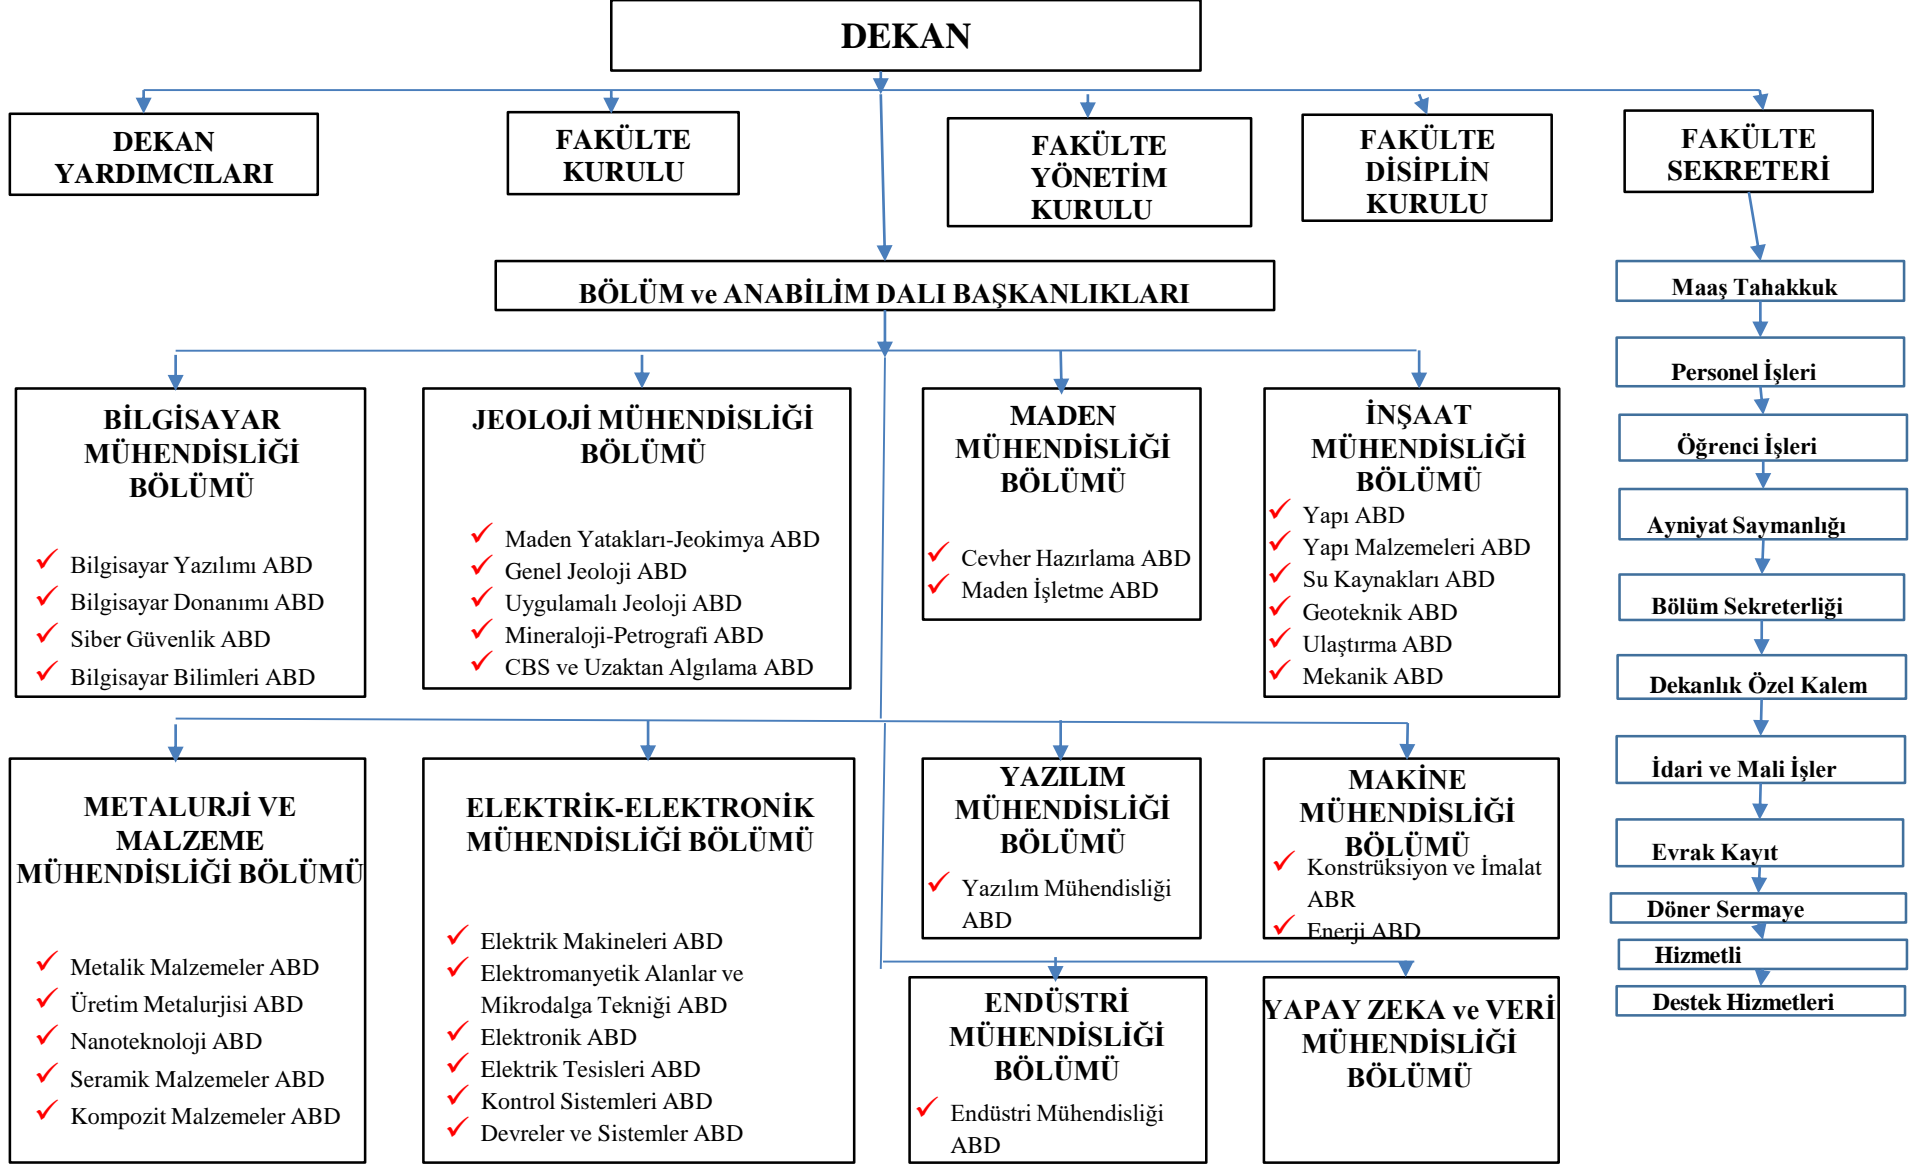 DEKAN
DEKAN
YARDIMCILARI
FAKÜLTE
KURULU
FAKÜLTE
YÖNETİM
KURULU
FAKÜLTE
DİSİPLİN
KURULU
FAKÜLTE
SEKRETERİ
BÖLÜM ve ANABİLİM DALI BAŞKANLIKLARI
BİLGİSAYAR
MÜHENDİSLİĞİ
BÖLÜMÜ
Bilgisayar Yazılımı ABD
Bilgisayar Donanımı ABD
Siber Güvenlik ABD
Bilgisayar Bilimleri ABD
JEOLOJİ MÜHENDİSLİĞİ
BÖLÜMÜ
Maden Yatakları-Jeokimya ABD
Genel Jeoloji ABD
Uygulamalı Jeoloji ABD
Mineraloji-Petrografi ABD
CBS ve Uzaktan Algılama ABD
MADEN
MÜHENDİSLİĞİ
BÖLÜMÜ
Cevher Hazırlama ABD
Maden İşletme ABD
İNŞAAT
MÜHENDİSLİĞİ
BÖLÜMÜ
Yapı ABD
Yapı Malzemeleri ABD
Su Kaynakları ABD
Geoteknik ABD
Ulaştırma ABD
Mekanik ABD
METALURJİ VE
MALZEME
MÜHENDİSLİĞİ BÖLÜMÜ
Metalik Malzemeler ABD
Üretim Metalurjisi ABD
Nanoteknoloji ABD
Seramik Malzemeler ABD
Kompozit Malzemeler ABD
ELEKTRİK-ELEKTRONİK
MÜHENDİSLİĞİ BÖLÜMÜ
Elektrik Makineleri ABD
Elektromanyetik Alanlar ve
Mikrodalga Tekniği ABD
Elektronik ABD
Elektrik Tesisleri ABD
Kontrol Sistemleri ABD
Devreler ve Sistemler ABD
YAZILIM
MÜHENDİSLİĞİ
BÖLÜMÜ
Yazılım Mühendisliği
ABD
MAKİNE
MÜHENDİSLİĞİ
BÖLÜMÜ
Konstrüksiyon ve İmalat
ABR
Enerji ABD
ENDÜSTRİ
MÜHENDİSLİĞİ
BÖLÜMÜ
Endüstri Mühendisliği
ABD
YAPAY ZEKA ve VERİ
MÜHENDİSLİĞİ
BÖLÜMÜ
Maaş Tahakkuk
Personel İşleri
Öğrenci İşleri
Ayniyat Saymanlığı
Bölüm Sekreterliği
Dekanlık Özel Kalem
İdari ve Mali İşler
Evrak Kayıt
Döner Sermaye
Hizmetli
Destek Hizmetleri